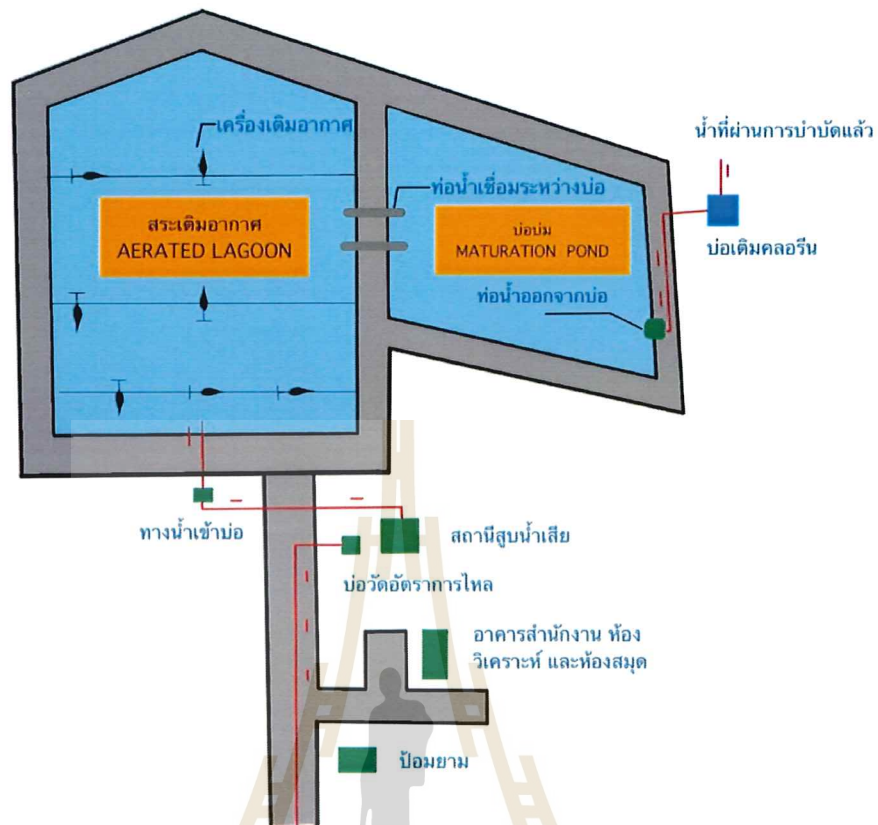 เครื่องเติมอากาศ
น้ำที่ผ่านการบำบัดแล้ว
ท่อน้ำเชื่อมระหว่างบ่อ
สระเติมอากาศ
AERATED LAGOON
บ่อบ่ม
MATURATION POND
บ่อเติมคลอรีน
ท่อน้ำออกจากบ่อ
ทางน้ำเข้าบ่อ
สถานีสูบน้ำเสีย
บ่อวัดอัตราการไหล
อาคารสำนักงาน ห้อง
วิเคราะห์ และห้องสมุด
ป้อมยาม